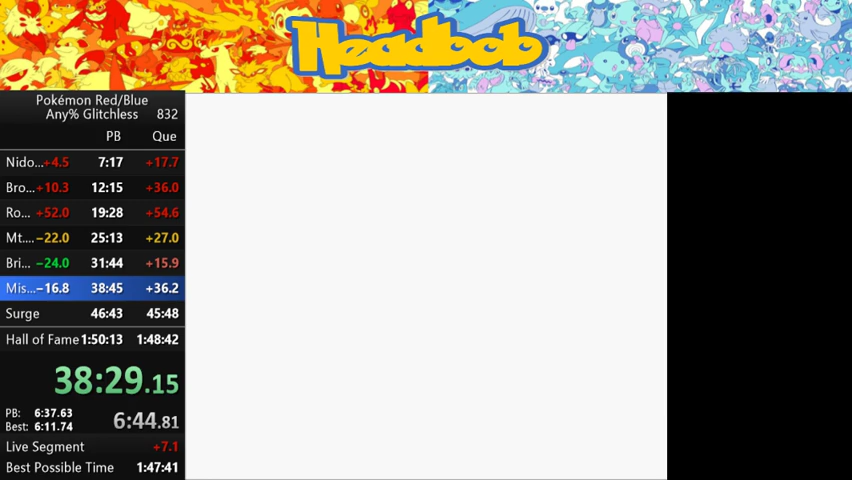 Headbob
Pokémon Red/Blue
Any% Glitchless 832
PB Que
Nido... +4.5 7:17 +17.7
Bro... +10.3 12:15 +36.0
Ro... +52.0 19:28 +54.6
Mt.... −22.0 25:13 +27.0
Bri... −24.0 31:44 +15.9
Mis... −16.8 38:45 +36.2
Surge 46:43 45:48
Hall of Fame 1:50:13 1:48:42
38:29.15
PB: 6:37.63
Best: 6:11.74 6:44.81
Live Segment +7.1
Best Possible Time 1:47:41